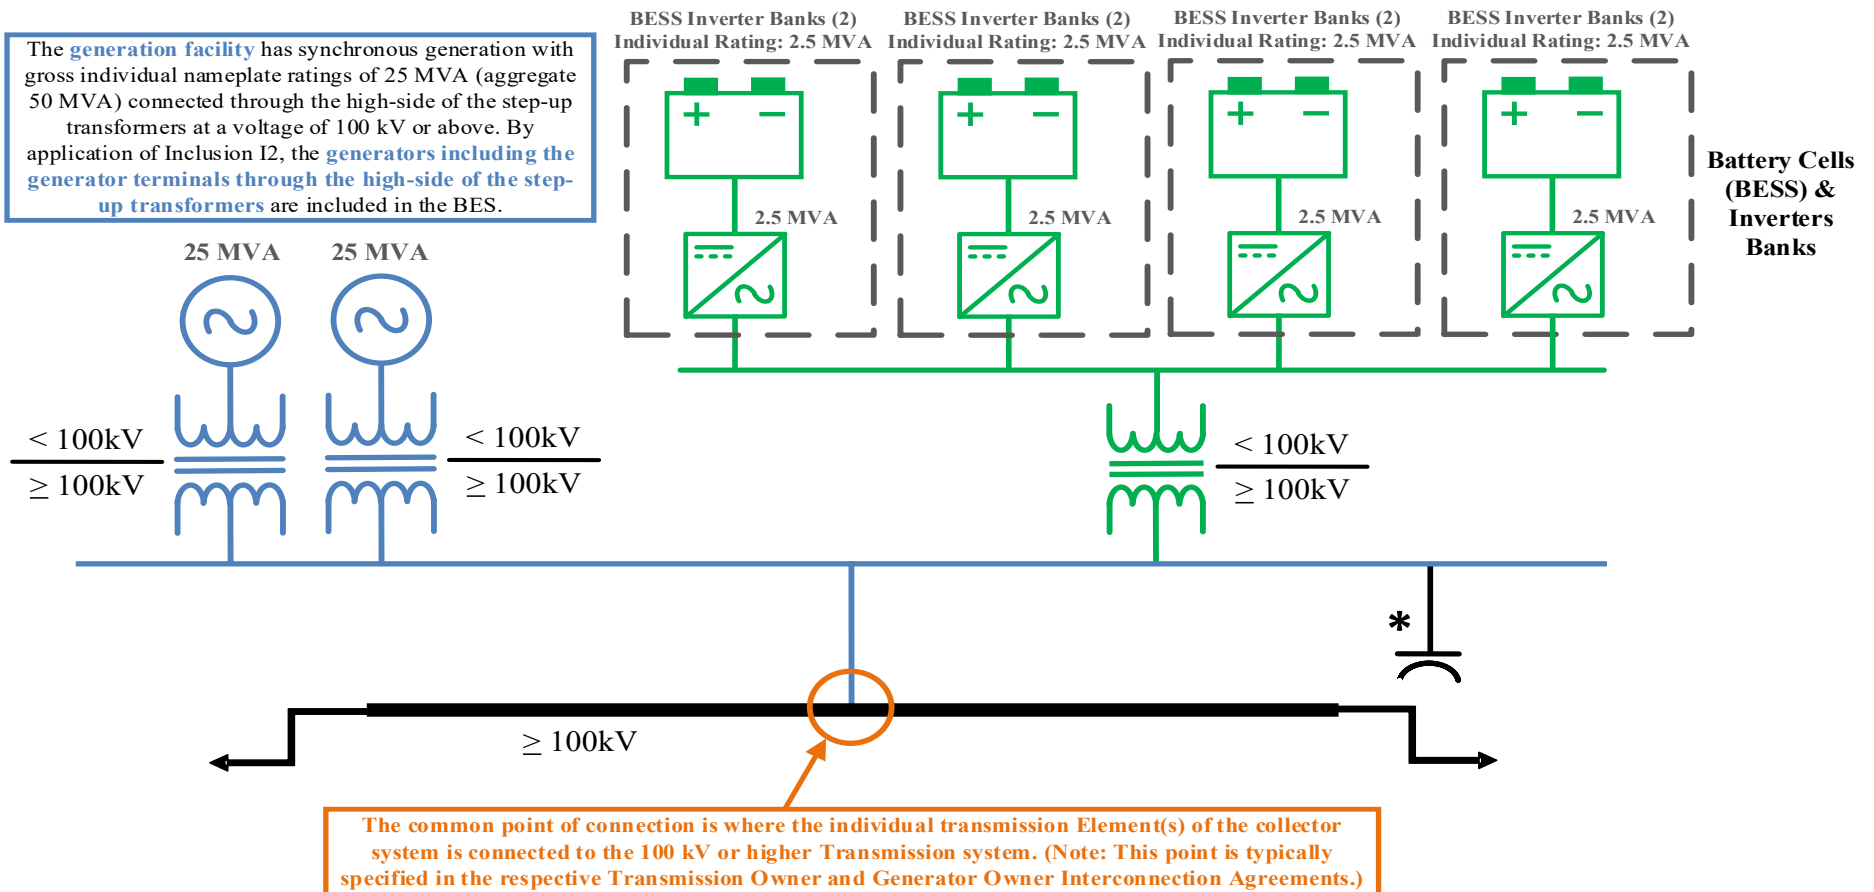 BESS Inverter Banks (2)
Individual Rating: 2.5 MVA
BESS Inverter Banks (2)
Individual Rating: 2.5 MVA
BESS Inverter Banks (2)
Individual Rating: 2.5 MVA
BESS Inverter Banks (2)
Individual Rating: 2.5 MVA
The generation facility has synchronous generation with
gross individual nameplate ratings of 25 MVA (aggregate
50 MVA) connected through the high-side of the step-up
transformers at a voltage of 100 kV or above. By
application of Inclusion I2, the generators including the
generator terminals through the high-side of the step-
up transformers are included in the BES.
+ −
+ −
+ −
+ −
Battery Cells
(BESS) &
Inverters
Banks
2.5 MVA
2.5 MVA
2.5 MVA
2.5 MVA
25 MVA
25 MVA
< 100kV
≥ 100kV
< 100kV
≥ 100kV
< 100kV
≥ 100kV
*
≥ 100kV
The common point of connection is where the individual transmission Element(s) of the collector
system is connected to the 100 kV or higher Transmission system. (Note: This point is typically
specified in the respective Transmission Owner and Generator Owner Interconnection Agreements.)